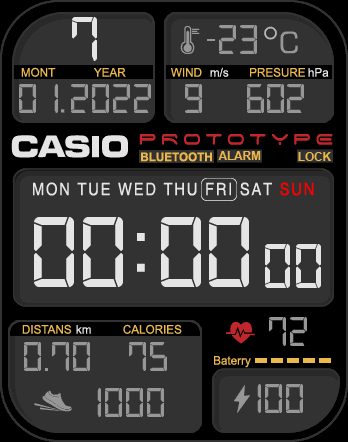 7
-23°C
MONT YEAR
01.2022
WIND m/s PRESURE hPa
9 602
CASIO PROTOTYPE
BLUETOOTH ALARM LOCK
MON TUE WED THU FRI SAT SUN
00:00 00
DISTANS km CALORIES
0.70 75
1000
72
Baterry
100